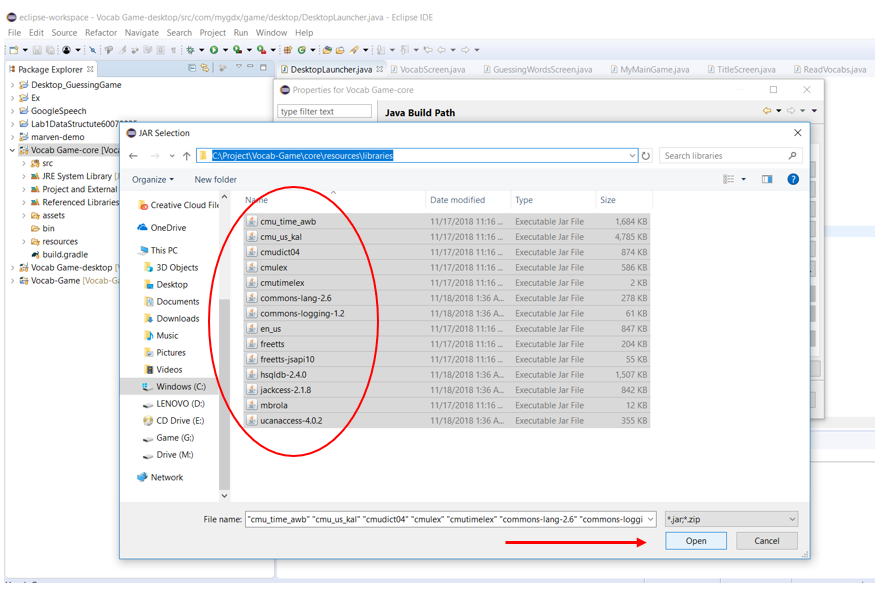 eclipse-workspace - Vocab Game-desktop/src/com/mygdx/game/desktop/DesktopLauncher.java - Eclipse IDE
File Edit Source Refactor Navigate Search Project Run Window Help
Package Explorer
DesktopLauncher.java VocabScreen.java GuessingWordsScreen.java MyMainGame.java TitleScreen.java ReadVocabs.java
Desktop_GuessingGame
Ex
GoogleSpeech
Lab1DataStructute6007
marven-demo
Vocab Game-core [Voca
src
JRE System Library [J
Project and External
Referenced Libraries
assets
bin
resources
build.gradle
Vocab Game-desktop [
Vocab-Game [Vocab-Ga
Properties for Vocab Game-core
type filter text
Java Build Path
JAR Selection
C:\Project\Vocab-Game\core\resources\libraries
Search libraries
Organize New folder
Creative Cloud File
OneDrive
This PC
3D Objects
Desktop
Documents
Downloads
Music
Pictures
Videos
Windows (C:)
LENOVO (D:)
CD Drive (E:)
Game (G:)
Drive (M:)
Network
Name Date modified Type Size
cmu_time_awb 11/17/2018 11:16 ... Executable Jar File 1,684 KB
cmu_us_kal 11/17/2018 11:16 ... Executable Jar File 4,785 KB
cmudict04 11/17/2018 11:16 ... Executable Jar File 874 KB
cmulex 11/17/2018 11:16 ... Executable Jar File 586 KB
cmutimelex 11/17/2018 11:16 ... Executable Jar File 2 KB
commons-lang-2.6 11/18/2018 1:36 A... Executable Jar File 278 KB
commons-logging-1.2 11/18/2018 1:36 A... Executable Jar File 61 KB
en_us 11/17/2018 11:16 ... Executable Jar File 847 KB
freetts 11/17/2018 11:16 ... Executable Jar File 204 KB
freetts-jsapi10 11/17/2018 11:16 ... Executable Jar File 55 KB
hsqldb-2.4.0 11/18/2018 1:36 A... Executable Jar File 1,507 KB
jackcess-2.1.8 11/18/2018 1:36 A... Executable Jar File 842 KB
mbrola 11/17/2018 11:16 ... Executable Jar File 12 KB
ucanaccess-4.0.2 11/18/2018 1:36 A... Executable Jar File 355 KB
File name: "cmu_time_awb" "cmu_us_kal" "cmudict04" "cmulex" "cmutimelex" "commons-lang-2.6" "commons-loggi
*.jar;*.zip
Open Cancel